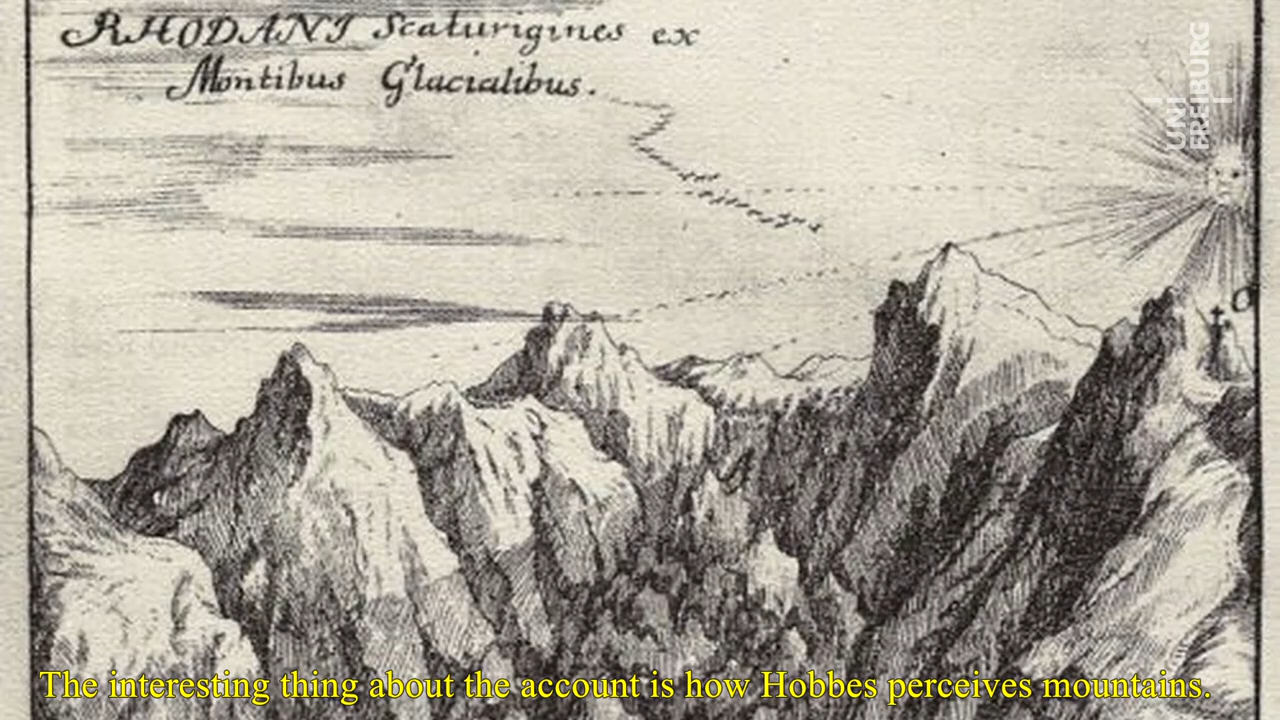 RHODANI Scaturigines ex
Montibus Glacialibus.
UNI
FREIBURG
A
The interesting thing about the account is how Hobbes perceives mountains.